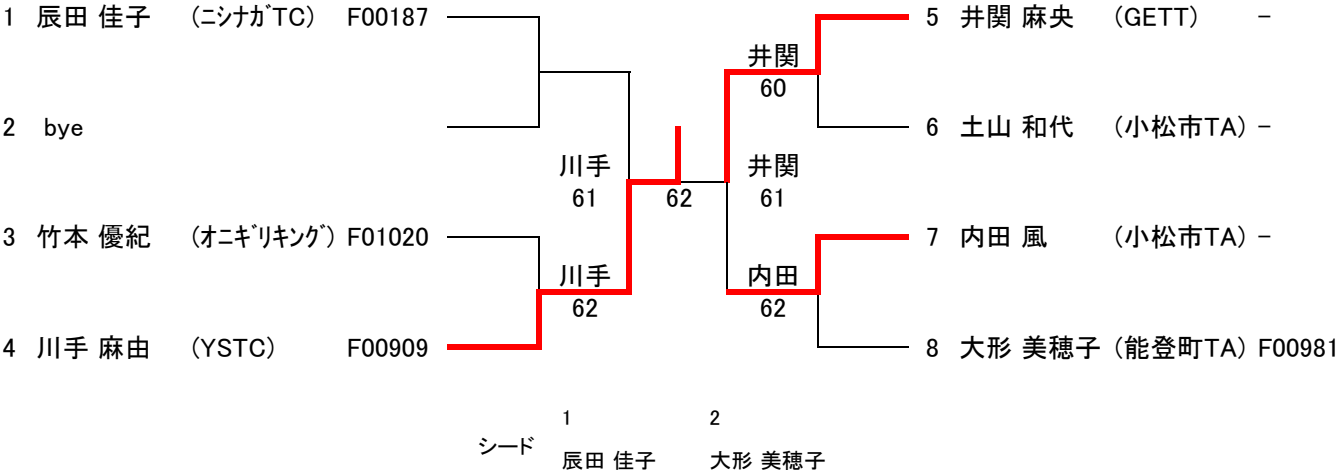 1 辰田 佳子 (ニシナガTC) F00187
2 bye
3 竹本 優紀 (オニギリキング) F01020
4 川手 麻由 (YSTC) F00909
川手
61
川手
62
62
井関
60
井関
61
内田
62
5 井関 麻央 (GETT) -
6 土山 和代 (小松市TA) -
7 内田 風 (小松市TA) -
8 大形 美穂子 (能登町TA) F00981
シード
1 2
辰田 佳子 大形 美穂子